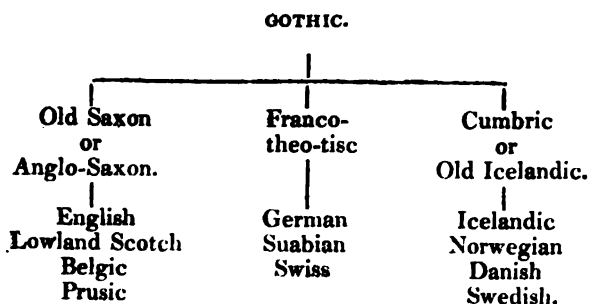 GOTHIC.
Old Saxon
or
Anglo-Saxon.
English
Lowland Scotch
Belgic
Prusic
Franco-
theo-tisc
German
Suabian
Swiss
Cumbric
or
Old Icelandic.
Icelandic
Norwegian
Danish
Swedish.